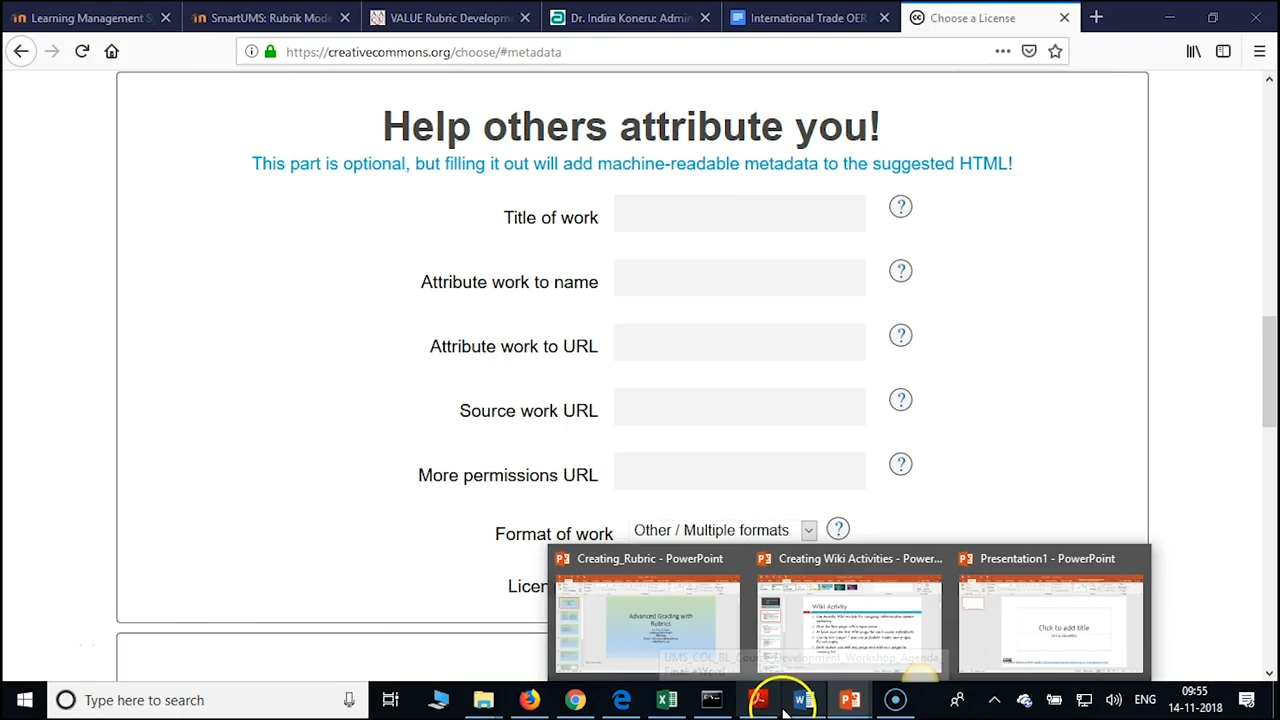 Learning Management S
SmartUMS: Rubrik Mode
VALUE Rubric Developm
Dr. Indira Koneru: Admin
International Trade OER
Choose a License
https://creativecommons.org/choose/#metadata
Help others attribute you!
This part is optional, but filling it out will add machine-readable metadata to the suggested HTML!
Title of work
Attribute work to name
Attribute work to URL
Source work URL
More permissions URL
Format of work
Other / Multiple formats
Licen
Creating_Rubric - PowerPoint
Creating Wiki Activities - Power...
Presentation1 - PowerPoint
Advanced Grading with
Rubrics
Wiki Activity
Click to add title
UMS_COL_BL_Course_Development_Workshop_Agenda_
Type here to search
ENG
09:55
14-11-2018